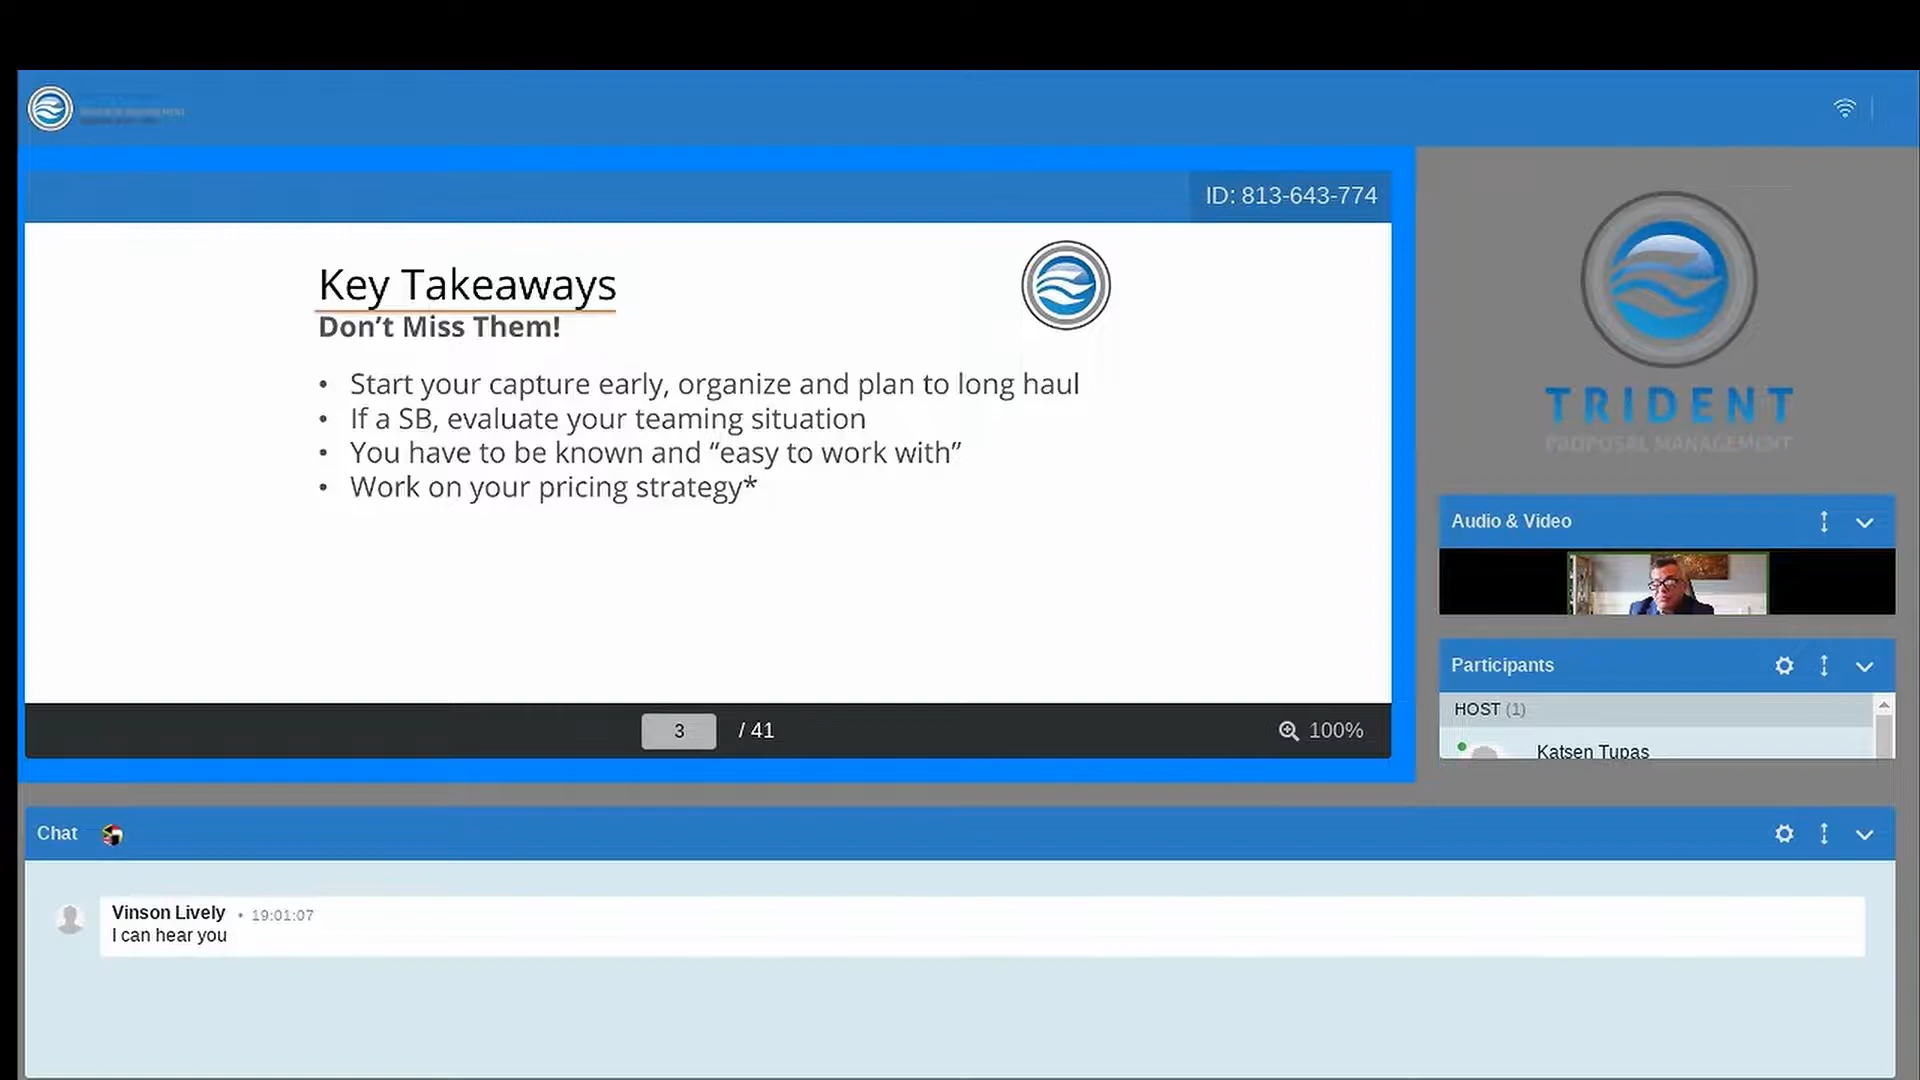 ID: 813-643-774
Key Takeaways
Don’t Miss Them!
• Start your capture early, organize and plan to long haul
• If a SB, evaluate your teaming situation
• You have to be known and “easy to work with”
• Work on your pricing strategy*
3 / 41
100%
TRIDENT
PROPOSAL MANAGEMENT
Audio & Video
Participants
HOST (1)
Katsen Tupas
Chat
Vinson Lively • 19:01:07
I can hear you